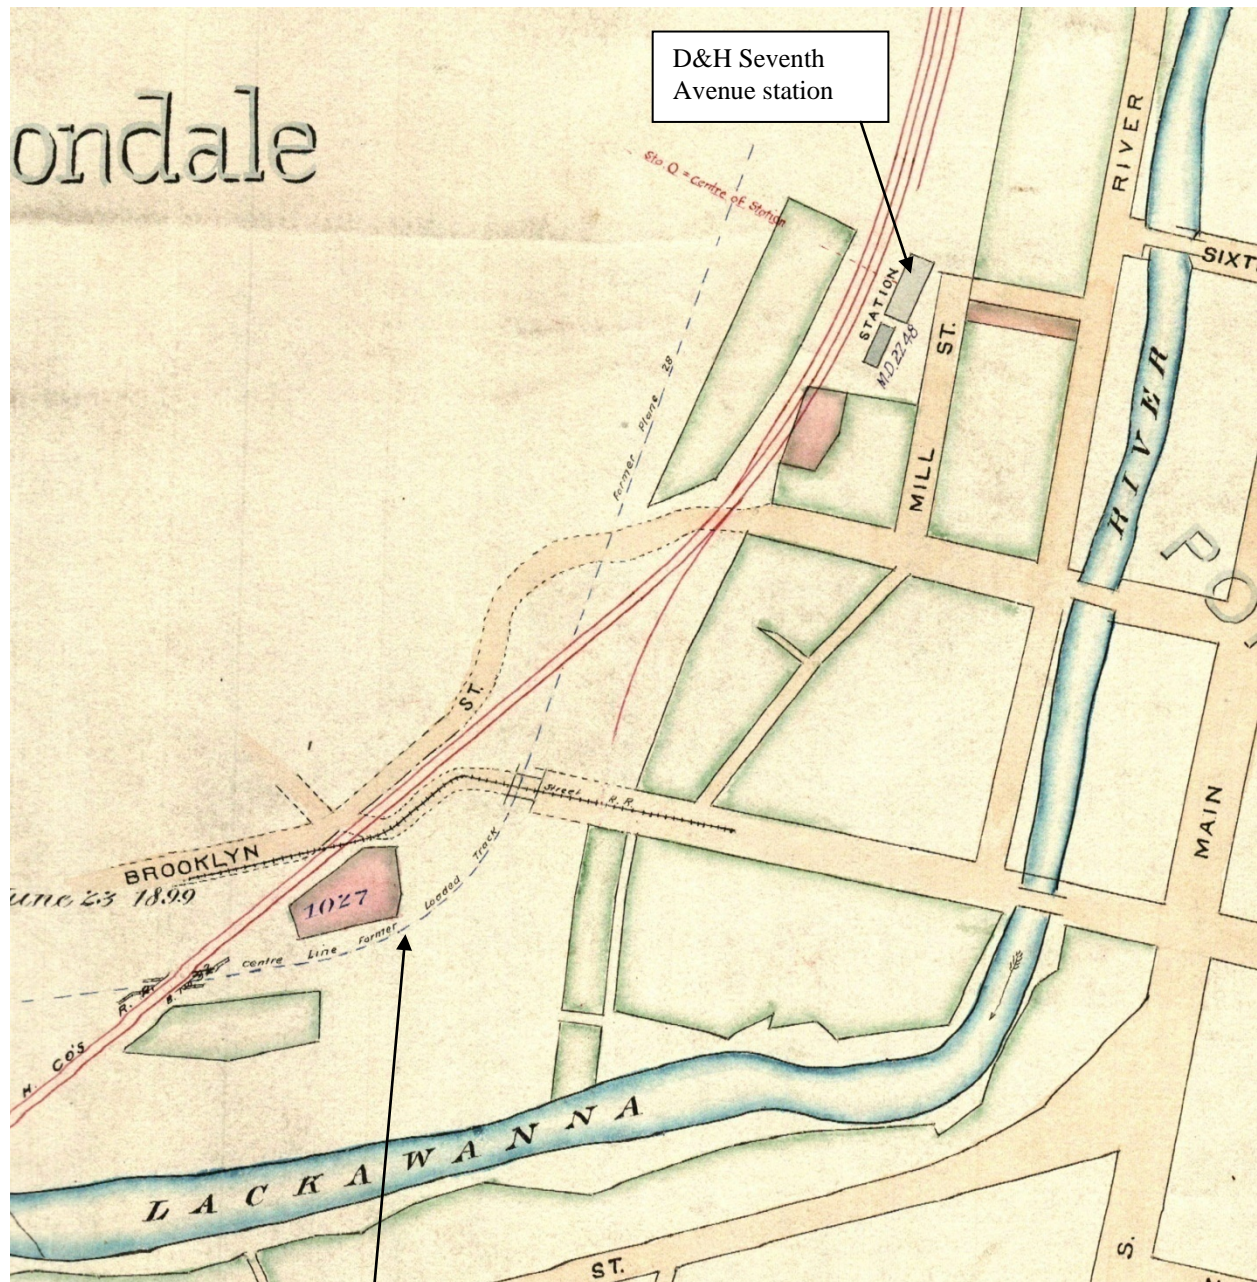 D&H Seventh
Avenue station
ondale
Sta. O = Centre of Station
RIVER
SIXT
STATION
M.D. 2248
ST.
MILL
Former Plane 28
RIVER
PO
ST.
Street R.R.
MAIN
BROOKLYN
June 23 1899
1027
Centre Line Former Loaded Track
R. R.
H. CO'S
LACKAWANNA
ST.
S.